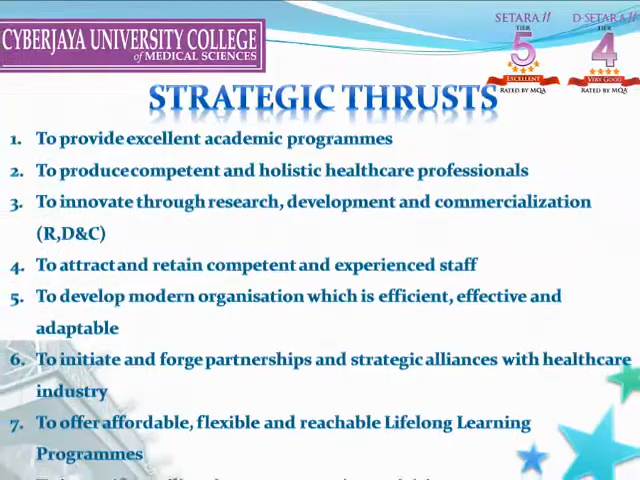 CYBERJAYA UNIVERSITY COLLEGE
of MEDICAL SCIENCES
SETARA 11
TIER
5
EXCELLENT
RATED BY MQA
D-SETARA 11
TIER
4
VERY GOOD
RATED BY MQA
STRATEGIC THRUSTS
1. To provide excellent academic programmes
2. To produce competent and holistic healthcare professionals
3. To innovate through research, development and commercialization
(R,D&C)
4. To attract and retain competent and experienced staff
5. To develop modern organisation which is efficient, effective and
adaptable
6. To initiate and forge partnerships and strategic alliances with healthcare
industry
7. To offer affordable, flexible and reachable Lifelong Learning
Programmes